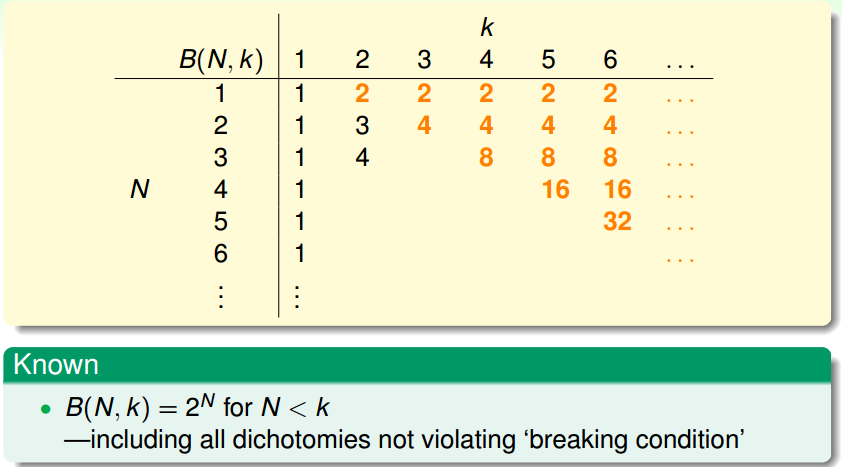 k
B(N, k) 1 2 3 4 5 6 ...
1 1 2 2 2 2 2 ...
2 1 3 4 4 4 4 ...
3 1 4 8 8 8 ...
N 4 1 16 16 ...
5 1 32 ...
6 1 ...
⋮ ⋮
Known
• B(N, k) = 2^N for N < k
—including all dichotomies not violating ‘breaking condition’